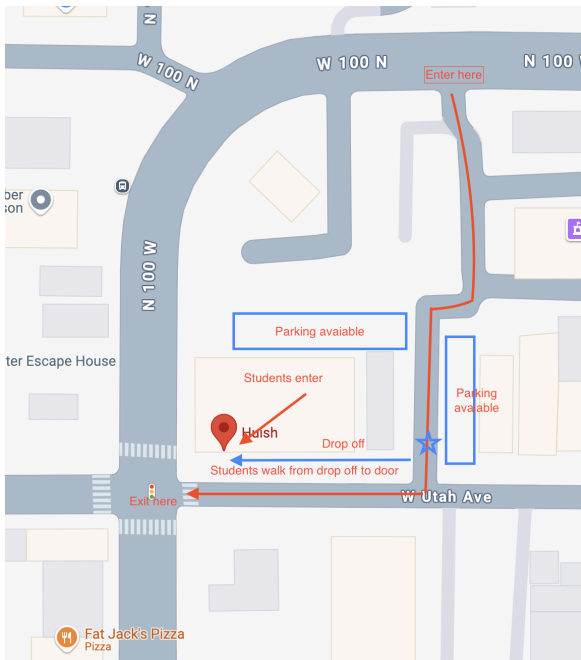 N 1
W 100 N
W 100 N
N 100 W
Enter here
ber
son
N 100 W
Parking avaiable
ter Escape House
Students enter
Parking
avaiable
Huish
Drop off
Students walk from drop off to door
W Utah Ave
Exit here
Fat Jack's Pizza
Pizza